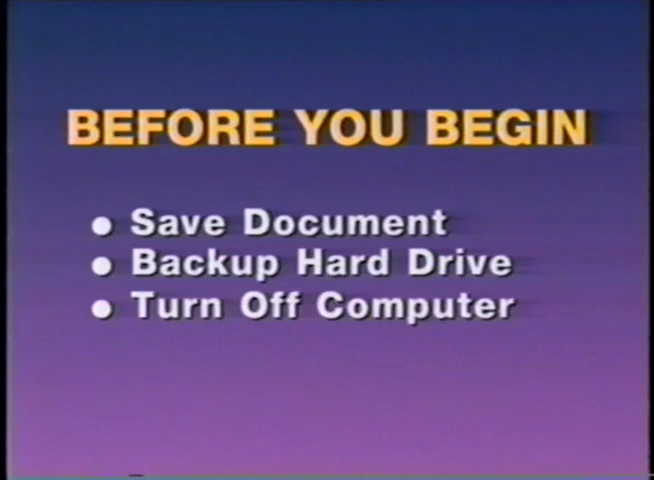 BEFORE YOU BEGIN
● Save Document
● Backup Hard Drive
● Turn Off Computer